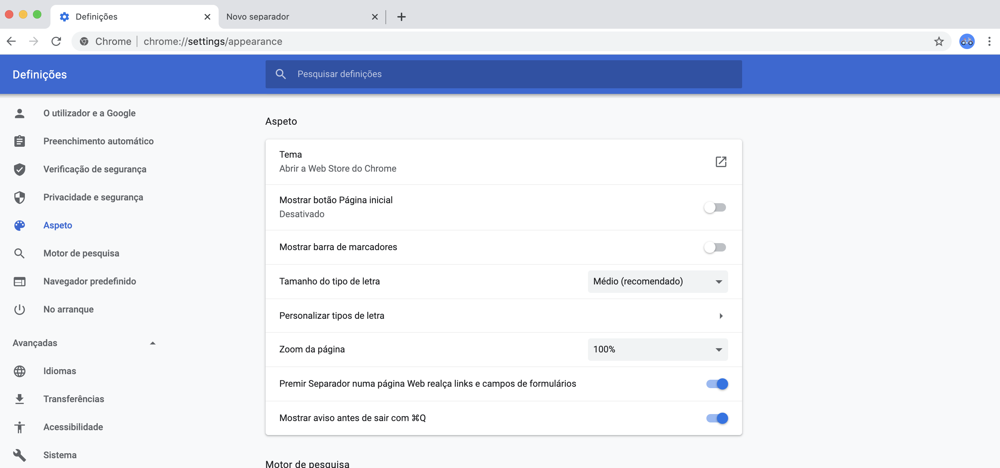 Definições
Novo separador
Chrome
chrome://settings/appearance
Definições
Pesquisar definições
O utilizador e a Google
Preenchimento automático
Verificação de segurança
Privacidade e segurança
Aspeto
Motor de pesquisa
Navegador predefinido
No arranque
Avançadas
Idiomas
Transferências
Acessibilidade
Sistema
Aspeto
Tema
Abrir a Web Store do Chrome
Mostrar botão Página inicial
Desativado
Mostrar barra de marcadores
Tamanho do tipo de letra
Médio (recomendado)
Personalizar tipos de letra
Zoom da página
100%
Premir Separador numa página Web realça links e campos de formulários
Mostrar aviso antes de sair com ⌘Q
Motor de pesquisa